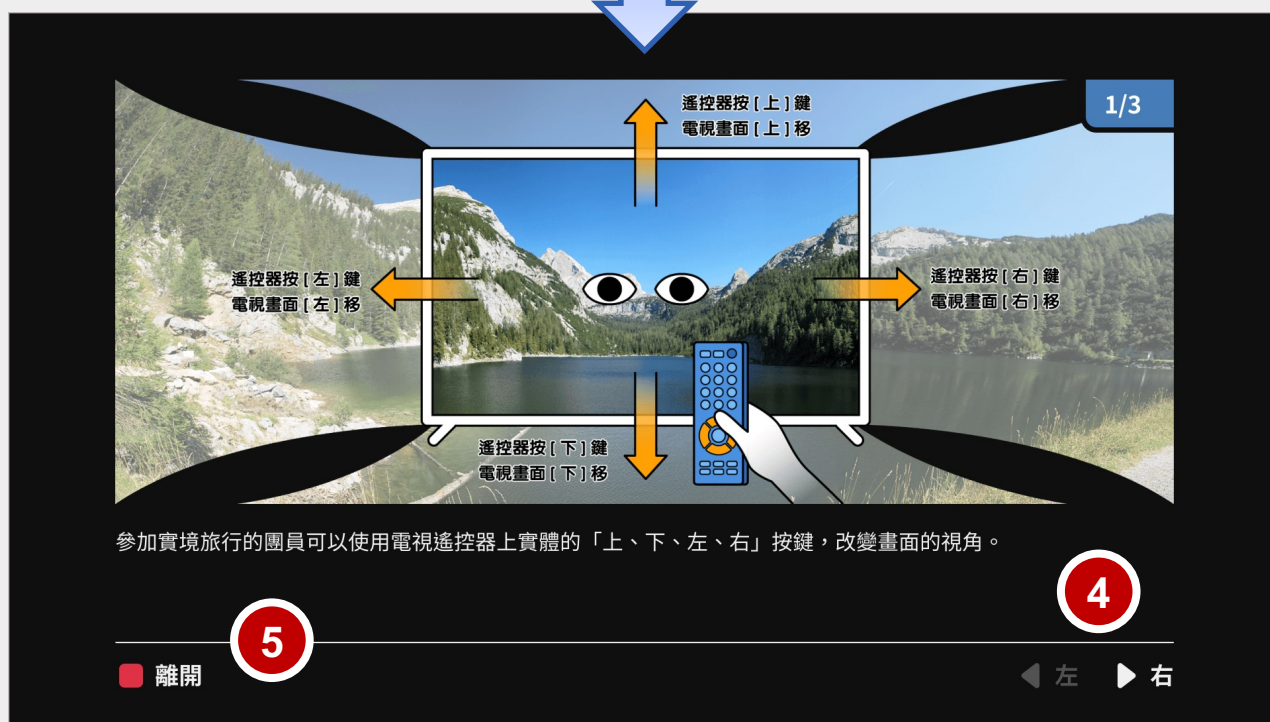 1/3
遙控器按 [ 上 ] 鍵
電視畫面 [ 上 ] 移
遙控器按 [ 左 ] 鍵
電視畫面 [ 左 ] 移
遙控器按 [ 右 ] 鍵
電視畫面 [ 右 ] 移
遙控器按 [ 下 ] 鍵
電視畫面 [ 下 ] 移
參加實境旅行的團員可以使用電視遙控器上實體的「上、下、左、右」按鍵，改變畫面的視角。
4
5
離開
左
右